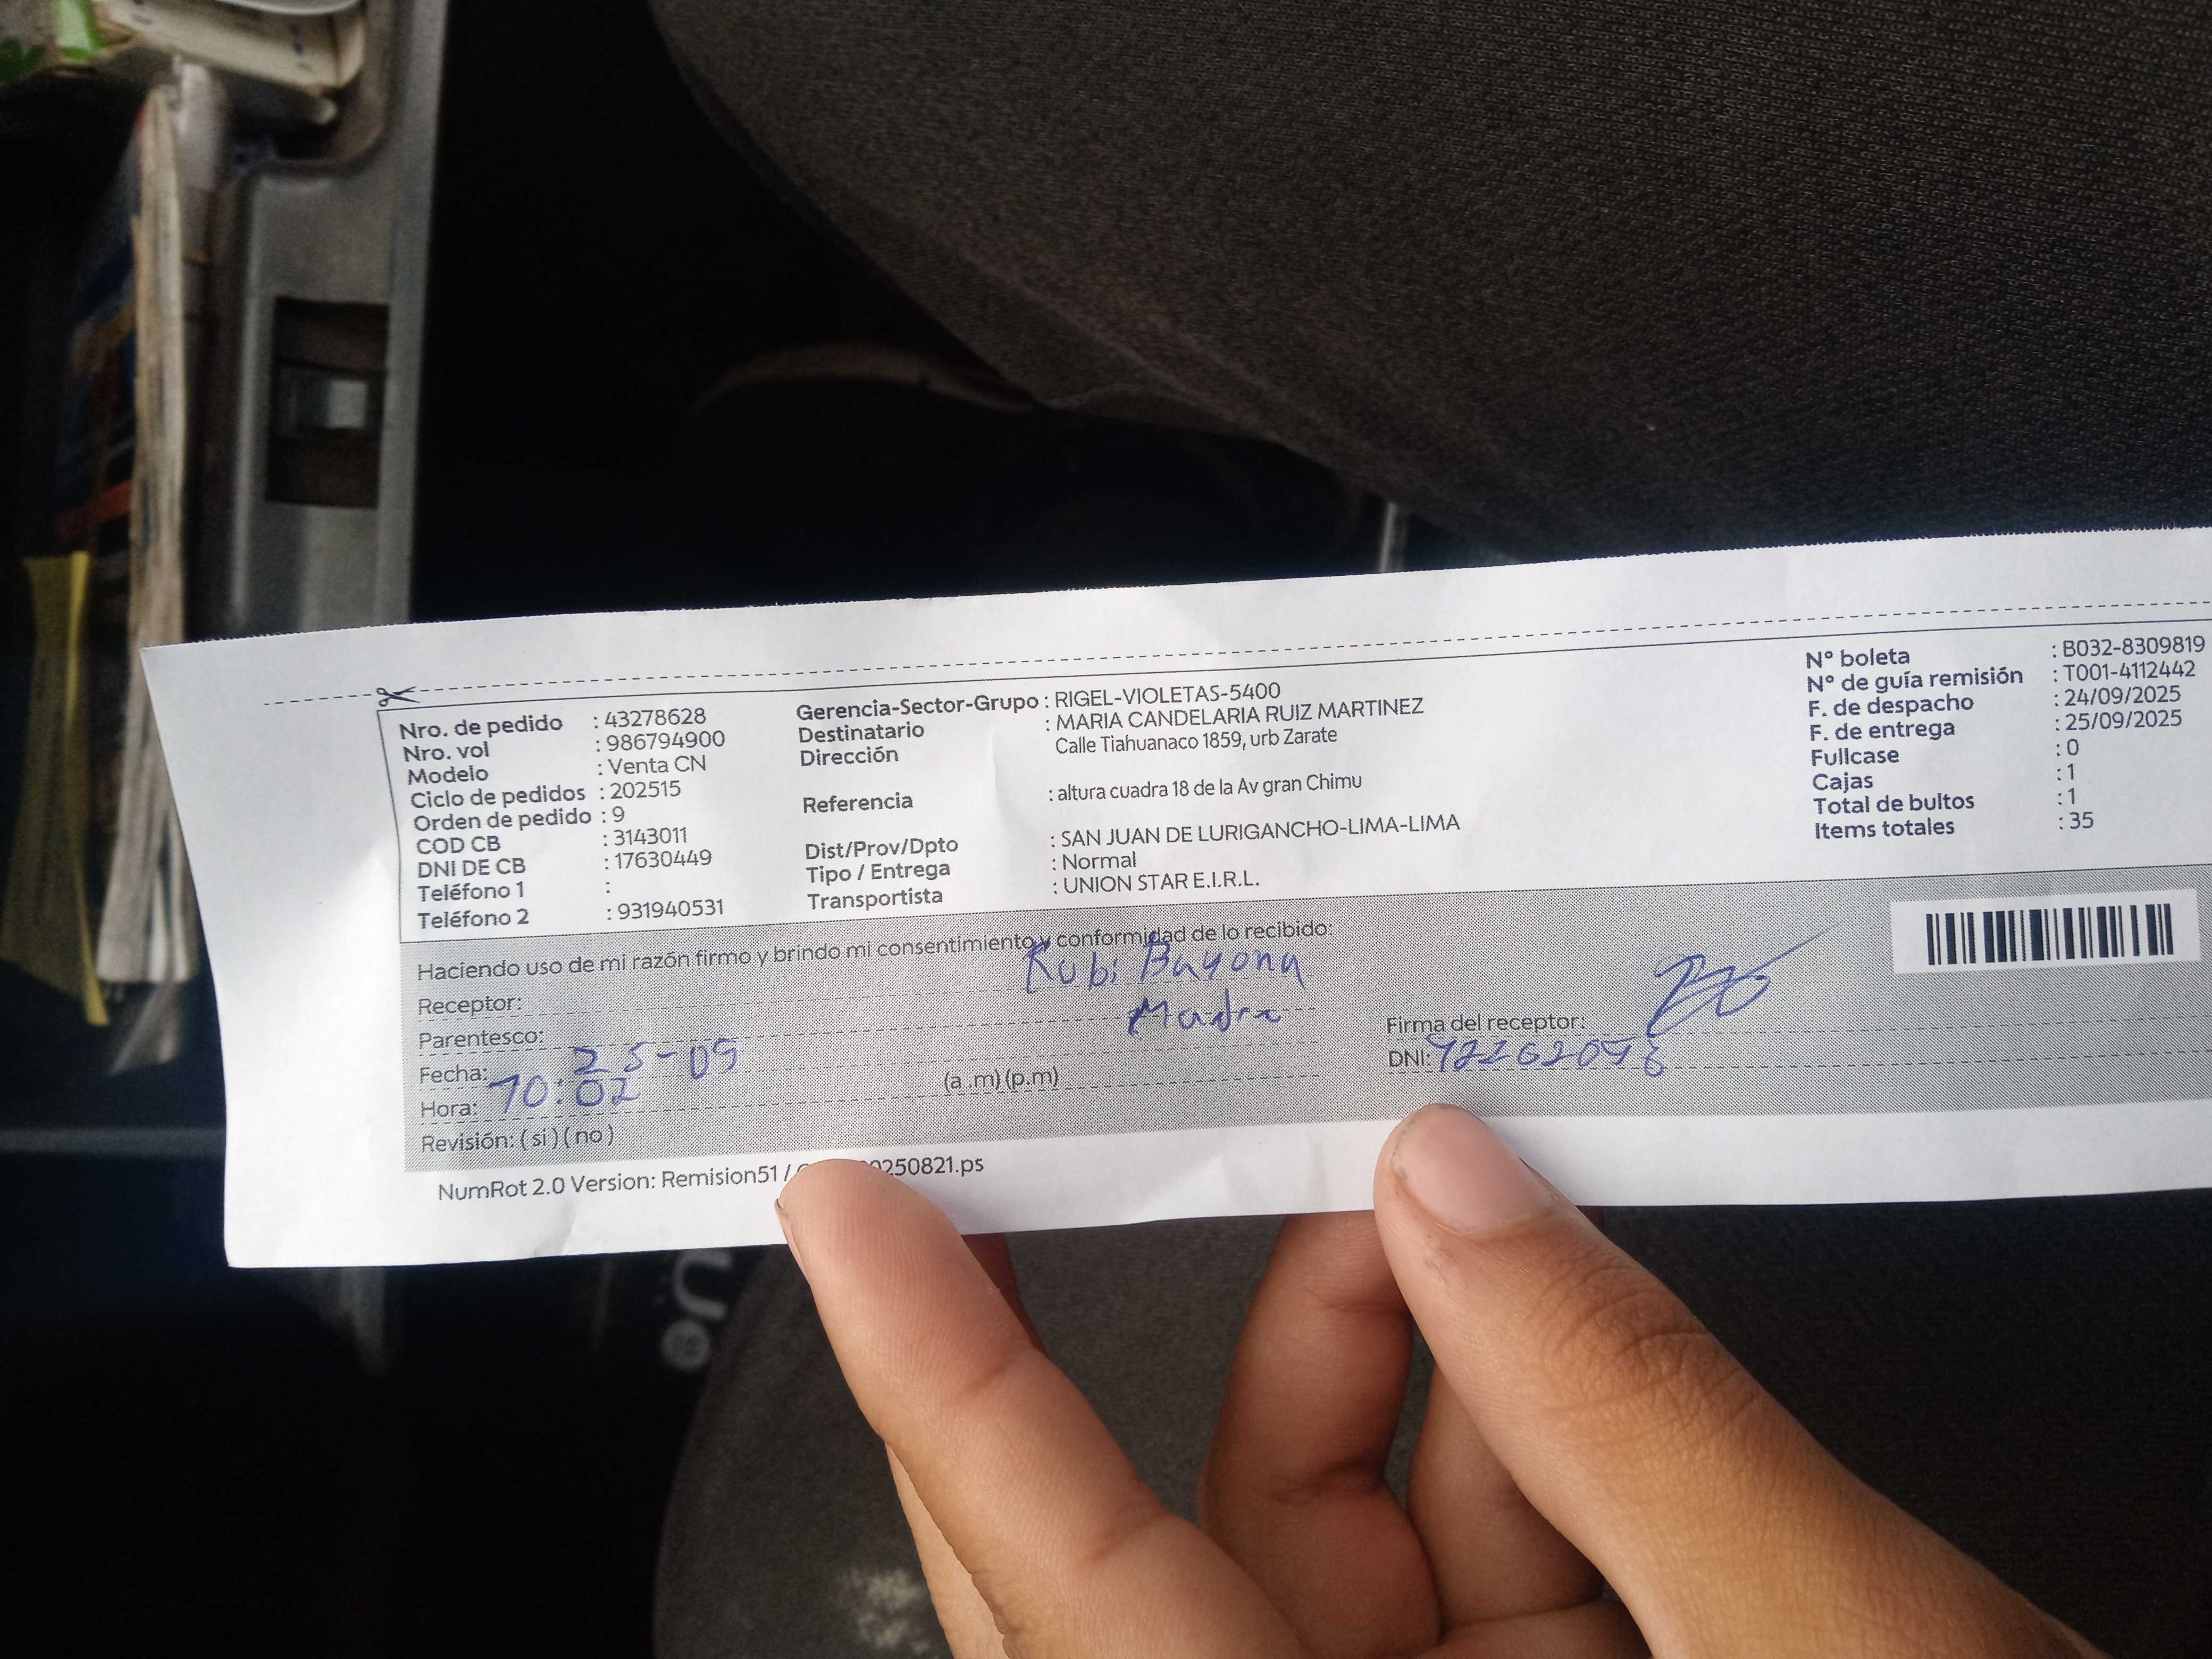 Nro. de pedido : 43278628
Nro. vol : 986794900
Modelo : Venta CN
Ciclo de pedidos : 202515
Orden de pedido : 9
COD CB : 3143011
DNI DE CB : 17630449
Teléfono 1 :
Teléfono 2 : 931940531
Gerencia-Sector-Grupo : RIGEL-VIOLETAS-5400
Destinatario : MARIA CANDELARIA RUIZ MARTINEZ
Dirección Calle Tiahuanaco 1859, urb Zarate
Referencia : altura cuadra 18 de la Av gran Chimu
Dist/Prov/Dpto : SAN JUAN DE LURIGANCHO-LIMA-LIMA
Tipo / Entrega : Normal
Transportista : UNION STAR E.I.R.L.
N° boleta : B032-8309819
N° de guía remisión : T001-4112442
F. de despacho : 24/09/2025
F. de entrega : 25/09/2025
Fullcase : 0
Cajas : 1
Total de bultos : 1
Items totales : 35
Haciendo uso de mi razón firmo y brindo mi consentimiento y conformidad de lo recibido:
Receptor: Rubi Bayona
Parentesco: Madre
Fecha: 25-09
Hora: 10:02 (a .m) (p.m)
Revisión: ( si ) ( no )
Firma del receptor:
DNI:
NumRot 2.0 Version: Remision51 / 0250821.ps